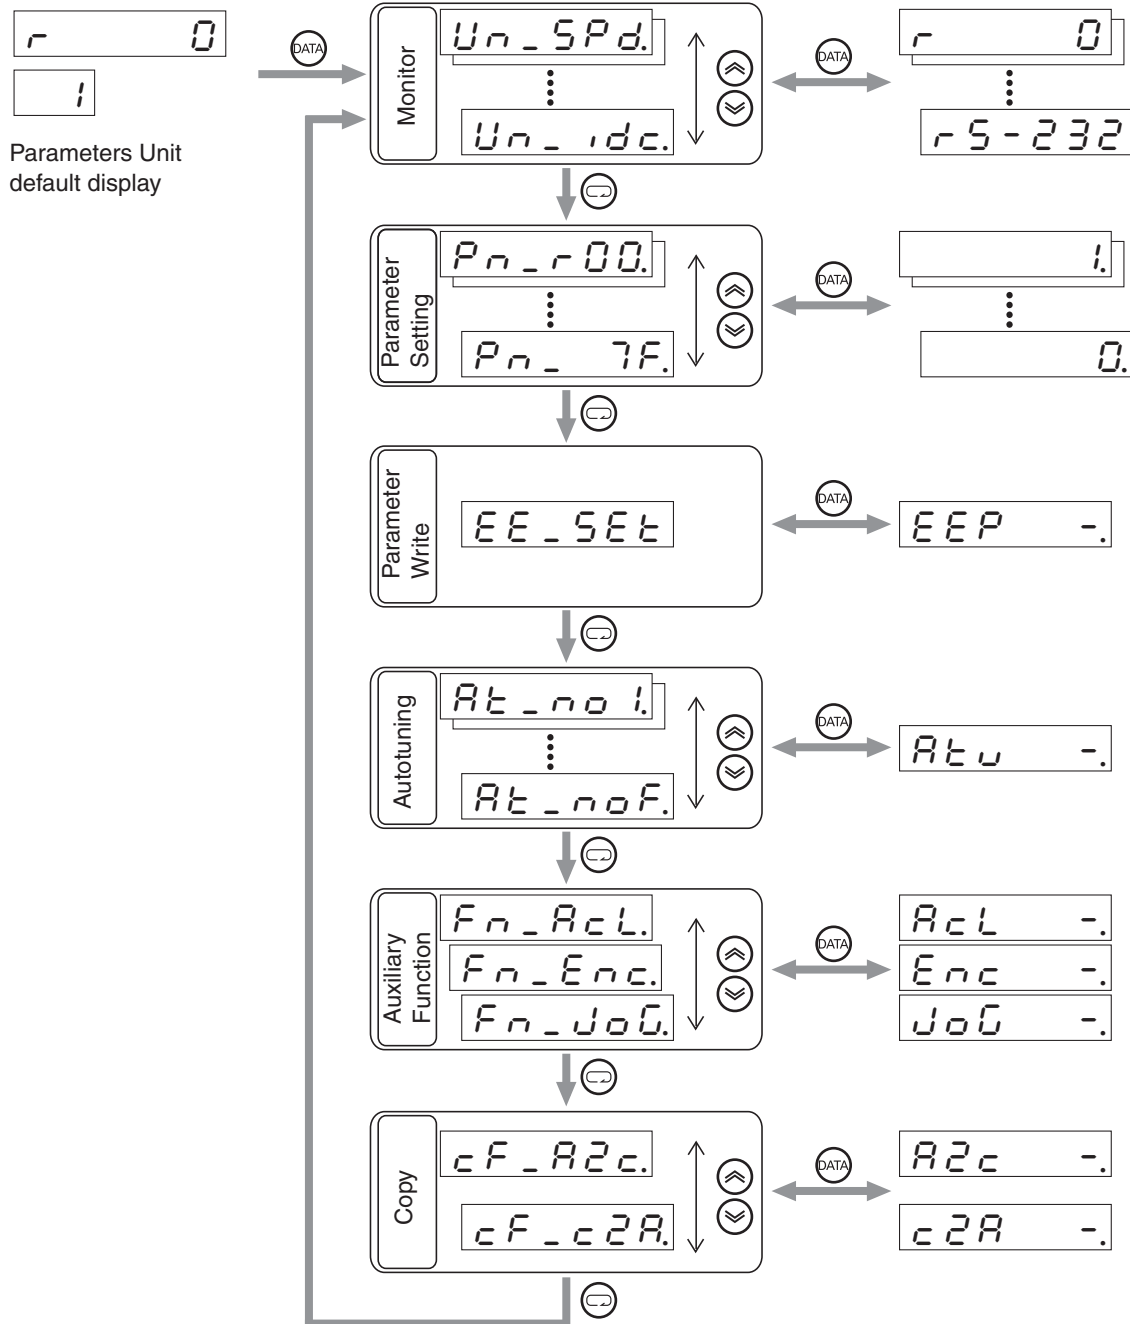 r 0
1
Parameters Unit
default display
DATA
Monitor
Un_SPd.
Un_idc.
DATA
r 0
rS-232
Parameter
Setting
Pn_r00.
Pn_ 7F.
DATA
1.
0.
Parameter
Write
EE_SEt
DATA
EEP -.
Autotuning
At_no1.
At_noF.
DATA
Atu -.
Auxiliary
Function
Fn_AcL.
Fn_Enc.
Fn_JoG.
DATA
AcL -.
Enc -.
JoG -.
Copy
cF_A2c.
cF_c2A.
DATA
A2c -.
c2A -.